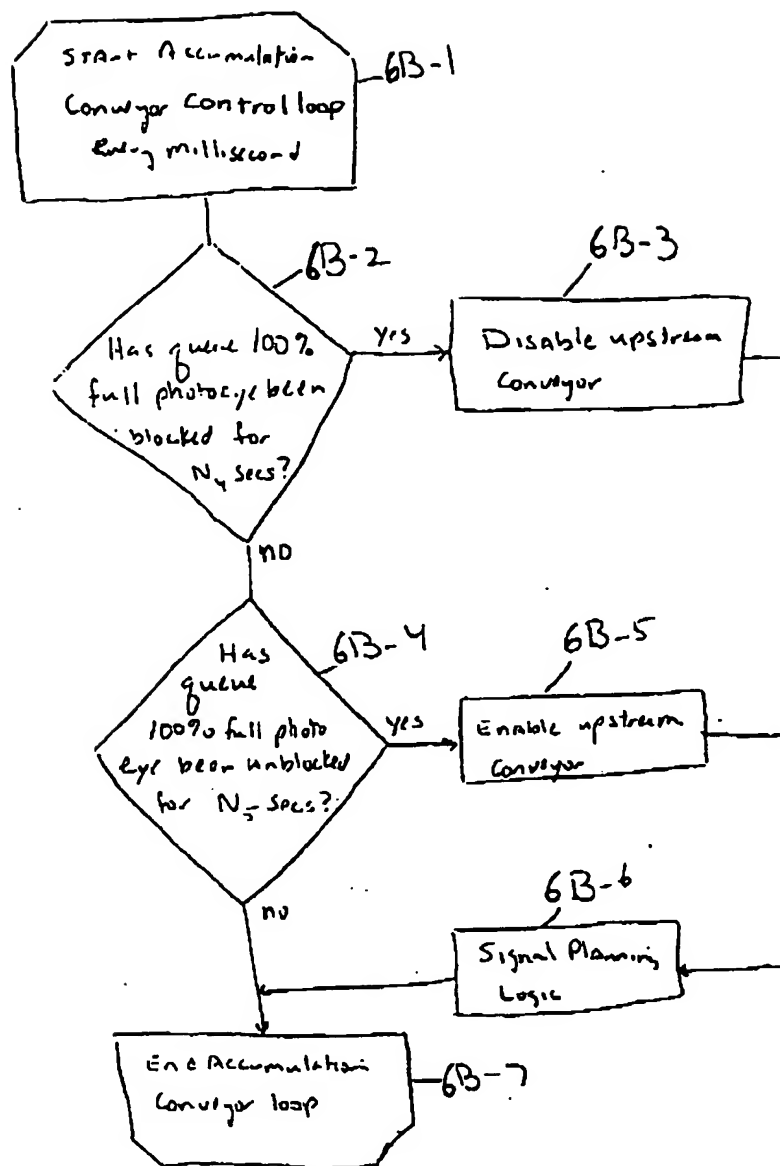 START Accumulation
Conveyor Control loop
Every millisecond
6B-1
6B-2
Has queue 100%
full photoeye been
blocked for
N4 secs?
yes
6B-3
Disable upstream
Conveyor
no
6B-4
Has
queue
100% full photo
eye been unblocked
for N5 secs?
yes
6B-5
Enable upstream
Conveyor
no
6B-6
Signal Planning
Logic
End Accumulation
Conveyor loop
6B-7